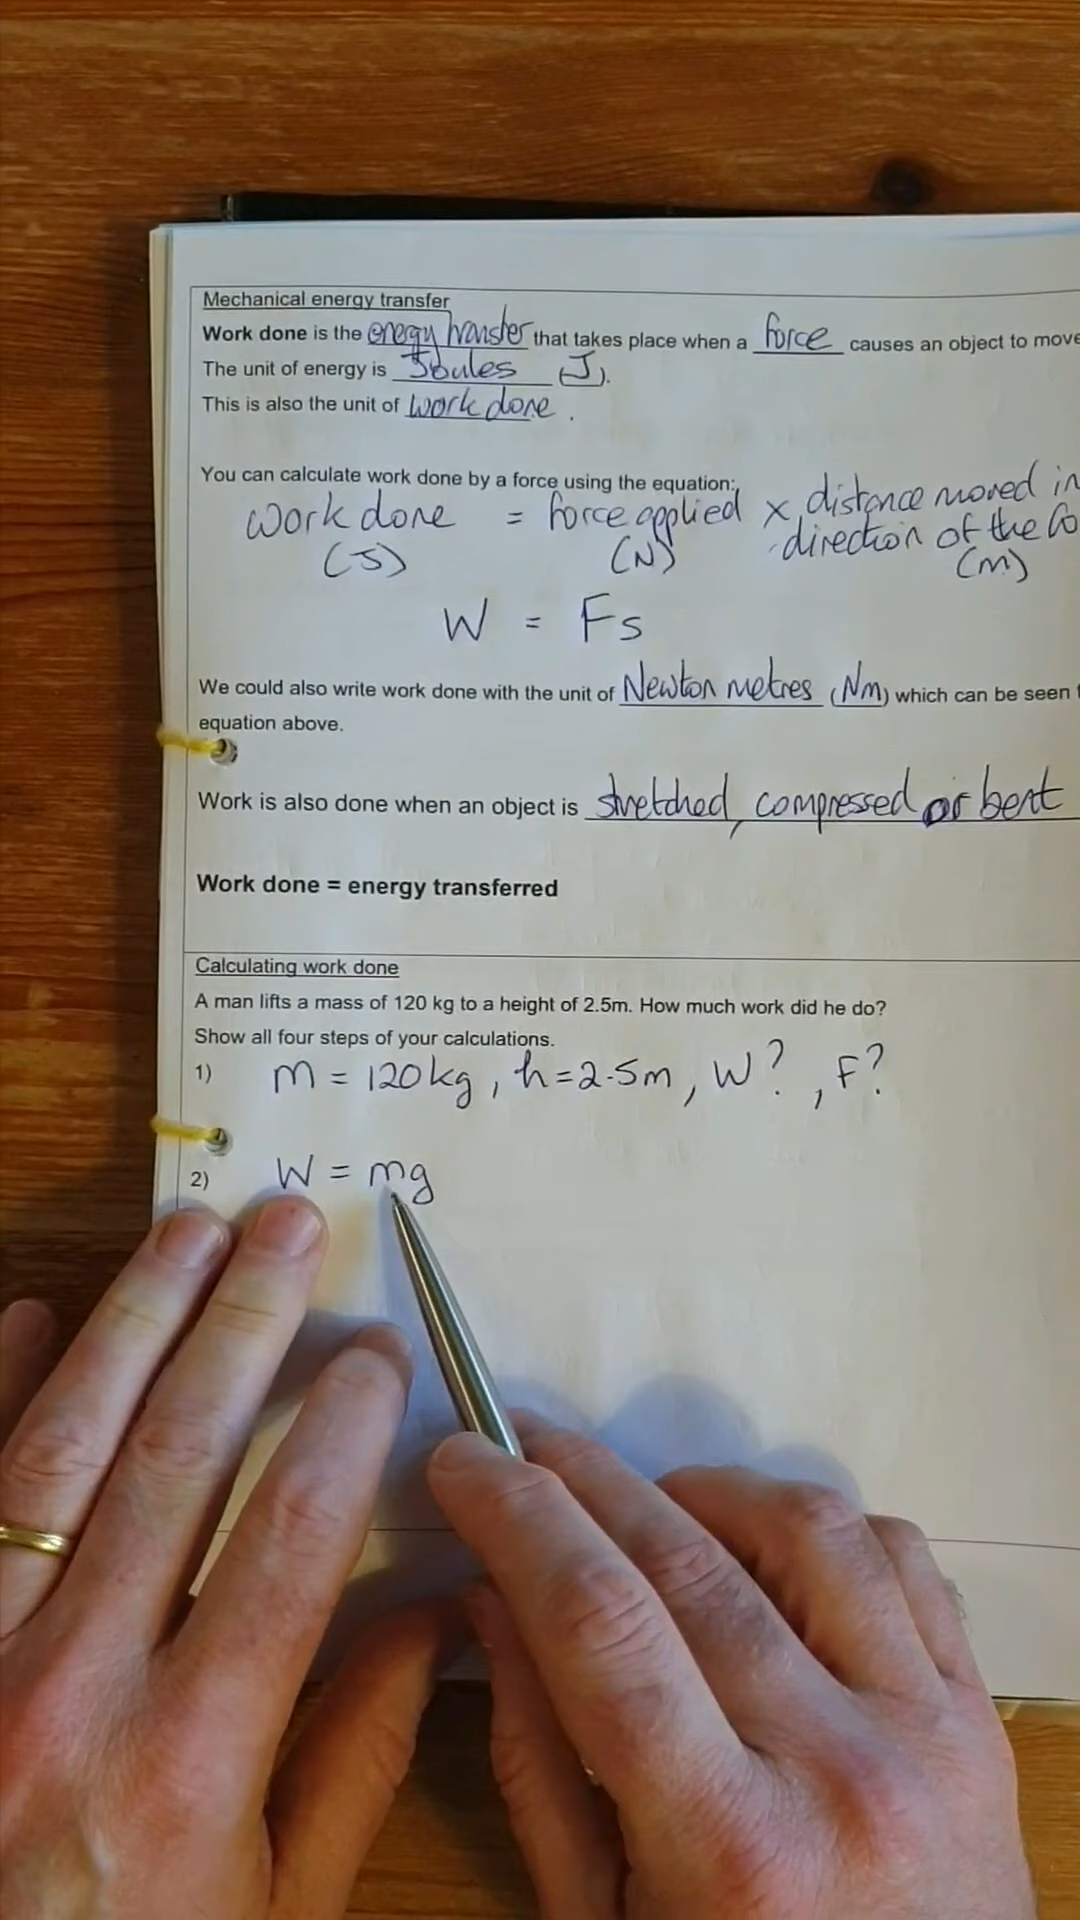 Mechanical energy transfer
Work done is the energy transfer that takes place when a force causes an object to move
The unit of energy is Joules (J).
This is also the unit of work done.
You can calculate work done by a force using the equation:
work done = force applied × distance moved in
direction of the
(J) (N) (m)
W = Fs
We could also write work done with the unit of Newton metres (Nm) which can be seen
equation above.
Work is also done when an object is stretched, compressed or bent
Work done = energy transferred
Calculating work done
A man lifts a mass of 120 kg to a height of 2.5m. How much work did he do?
Show all four steps of your calculations.
1) m = 120kg, h=2.5m, W?, F?
2) W = mg